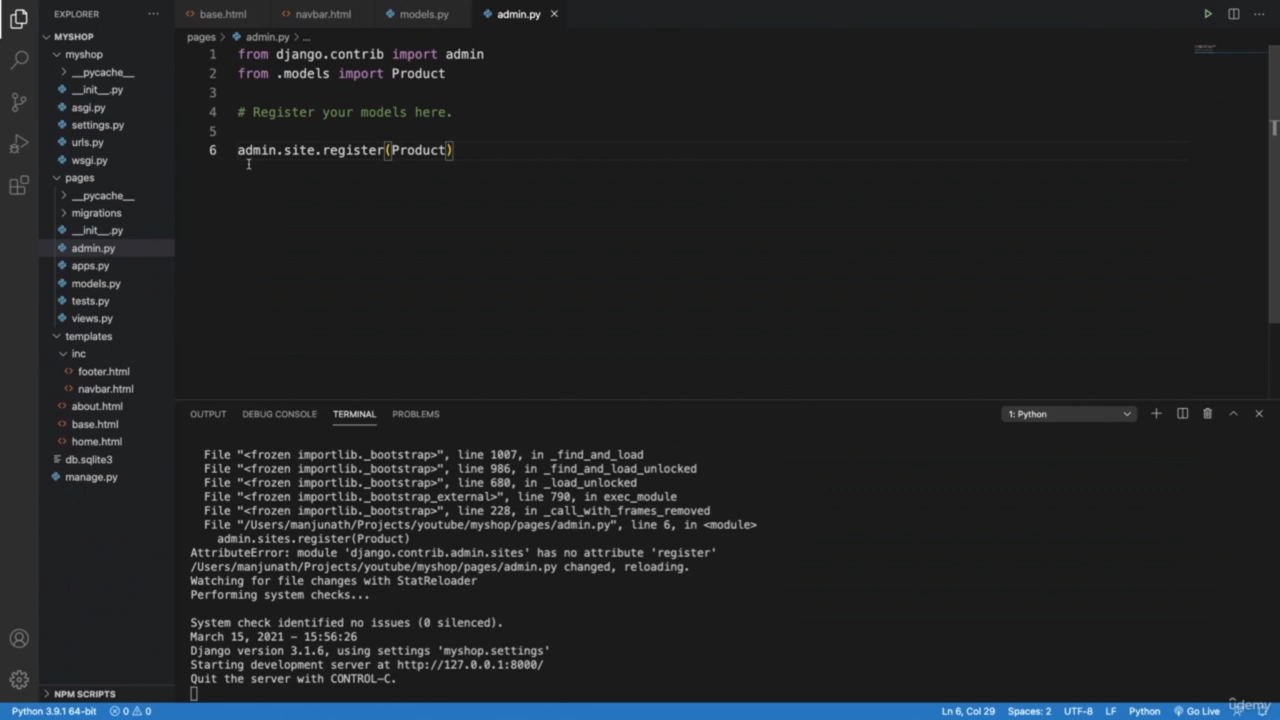 EXPLORER
MYSHOP
myshop
__pycache__
__init__.py
asgi.py
settings.py
urls.py
wsgi.py
pages
__pycache__
migrations
__init__.py
admin.py
apps.py
models.py
tests.py
views.py
templates
inc
footer.html
navbar.html
about.html
base.html
home.html
db.sqlite3
manage.py
NPM SCRIPTS
base.html navbar.html models.py admin.py
pages > admin.py > ...
1 from django.contrib import admin
2 from .models import Product
3
4 # Register your models here.
5
6 admin.site.register(Product)
OUTPUT DEBUG CONSOLE TERMINAL PROBLEMS 1: Python
File "<frozen importlib._bootstrap>", line 1007, in _find_and_load
File "<frozen importlib._bootstrap>", line 986, in _find_and_load_unlocked
File "<frozen importlib._bootstrap>", line 680, in _load_unlocked
File "<frozen importlib._bootstrap_external>", line 790, in exec_module
File "<frozen importlib._bootstrap>", line 228, in _call_with_frames_removed
File "/Users/manjunath/Projects/youtube/myshop/pages/admin.py", line 6, in <module>
admin.sites.register(Product)
AttributeError: module 'django.contrib.admin.sites' has no attribute 'register'
/Users/manjunath/Projects/youtube/myshop/pages/admin.py changed, reloading.
Watching for file changes with StatReloader
Performing system checks...
System check identified no issues (0 silenced).
March 15, 2021 - 15:56:26
Django version 3.1.6, using settings 'myshop.settings'
Starting development server at http://127.0.0.1:8000/
Quit the server with CONTROL-C.
Python 3.9.1 64-bit 0 0 Ln 6, Col 29 Spaces: 2 UTF-8 LF Python Go Live
udemy